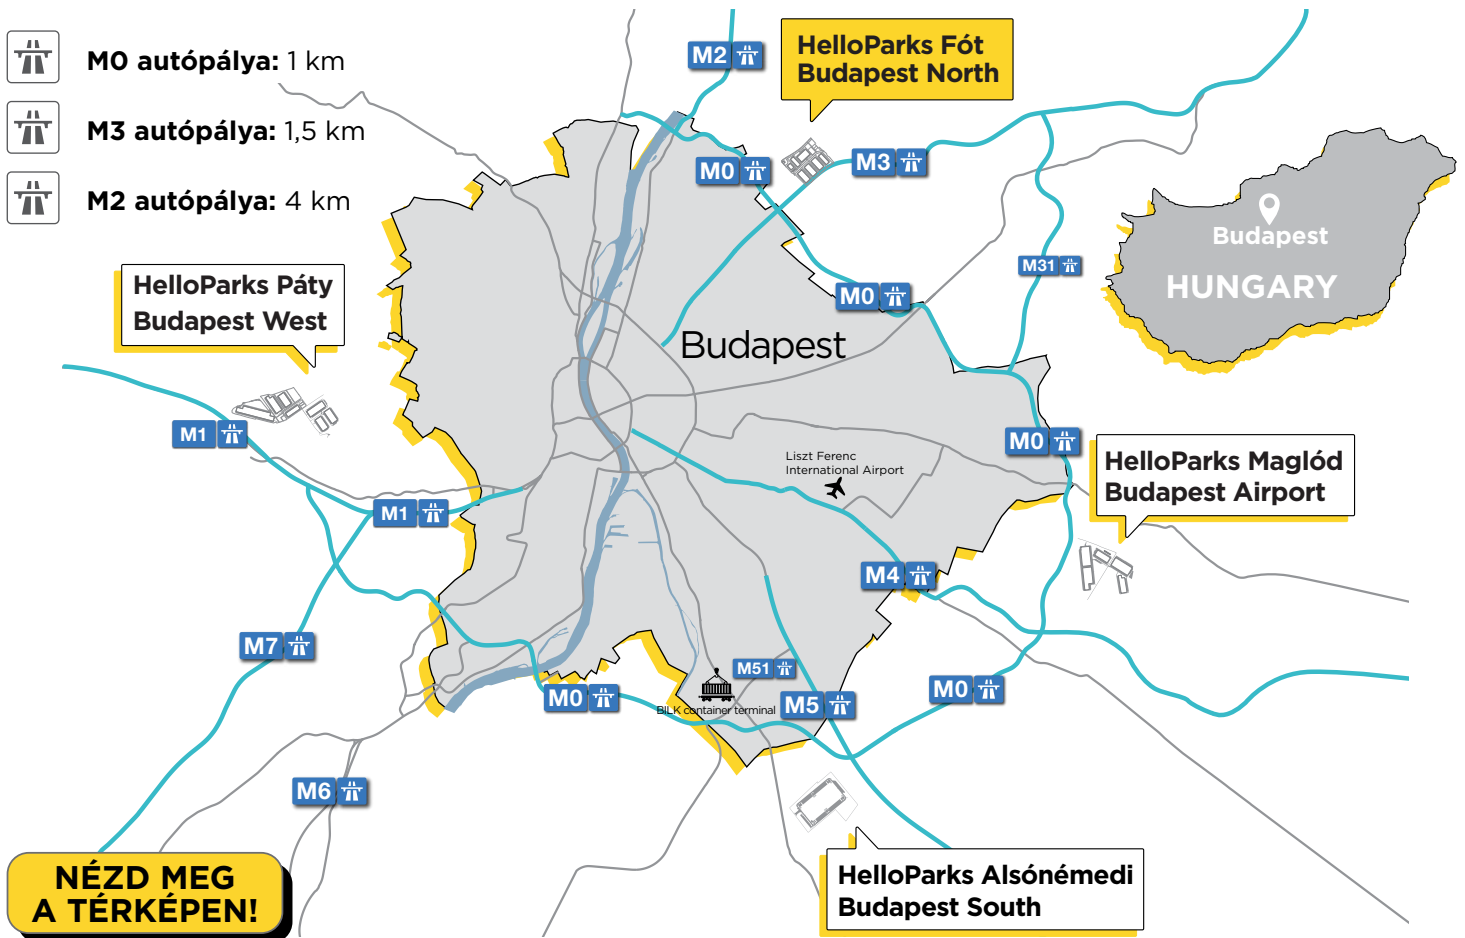 M0 autópálya: 1 km
M3 autópálya: 1,5 km
M2 autópálya: 4 km
M2
HelloParks Fót
Budapest North
M0
M3
Budapest
HUNGARY
M31
HelloParks Páty
Budapest West
M0
Budapest
M1
M0
Liszt Ferenc
International Airport
HelloParks Maglód
Budapest Airport
M1
M4
M7
M51
M0
BILK container terminal
M5
M0
M6
HelloParks Alsónémedi
Budapest South
NÉZD MEG
A TÉRKÉPEN!